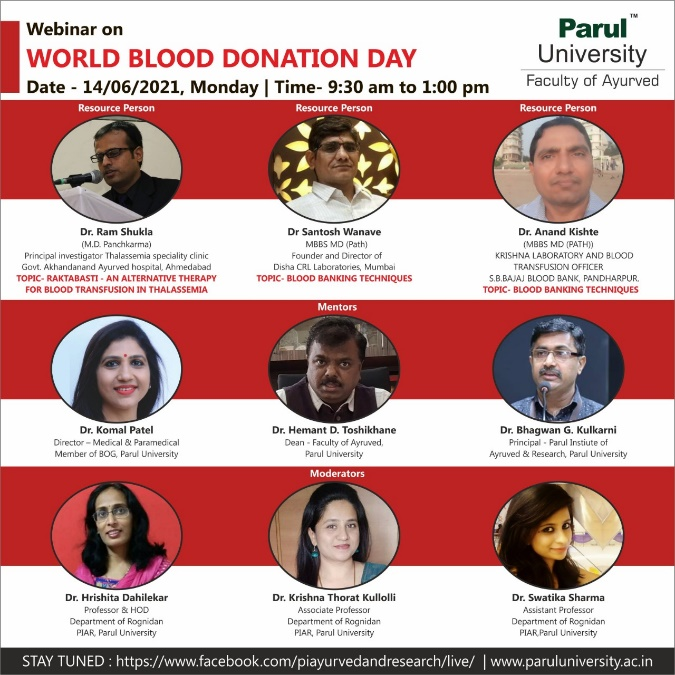 Webinar on
WORLD BLOOD DONATION DAY
Date - 14/06/2021, Monday | Time- 9:30 am to 1:00 pm
Parul™
University
Faculty of Ayurved
Resource Person
Resource Person
Resource Person
Dr. Ram Shukla
(M.D. Panchkarma)
Principal investigator Thalassemia speciality clinic
Govt. Akhandanand Ayurved hospital, Ahmedabad
TOPIC- RAKTABASTI - AN ALTERNATIVE THERAPY
FOR BLOOD TRANSFUSION IN THALASSEMIA
Dr Santosh Wanave
MBBS MD (Path)
Founder and Director of
Disha CRL Laboratories, Mumbai
TOPIC- BLOOD BANKING TECHNIQUES
Dr. Anand Kishte
(MBBS MD (PATH))
KRISHNA LABORATORY AND BLOOD
TRANSFUSION OFFICER
S.B.BAJAJ BLOOD BANK, PANDHARPUR.
TOPIC- BLOOD BANKING TECHNIQUES
Mentors
Dr. Komal Patel
Director – Medical & Paramedical
Member of BOG, Parul University
Dr. Hemant D. Toshikhane
Dean - Faculty of Ayruved,
Parul University
Dr. Bhagwan G. Kulkarni
Principal - Parul Instiute of
Ayruved & Research, Parul University
Moderators
Dr. Hrishita Dahilekar
Professor & HOD
Department of Rognidan
PIAR, Parul University
Dr. Krishna Thorat Kullolli
Associate Professor
Department of Rognidan
PIAR, Parul University
Dr. Swatika Sharma
Assistant Professor
Department of Rognidan
PIAR,Parul University
STAY TUNED : https://www.facebook.com/piayurvedandresearch/live/ | www.paruluniversity.ac.in